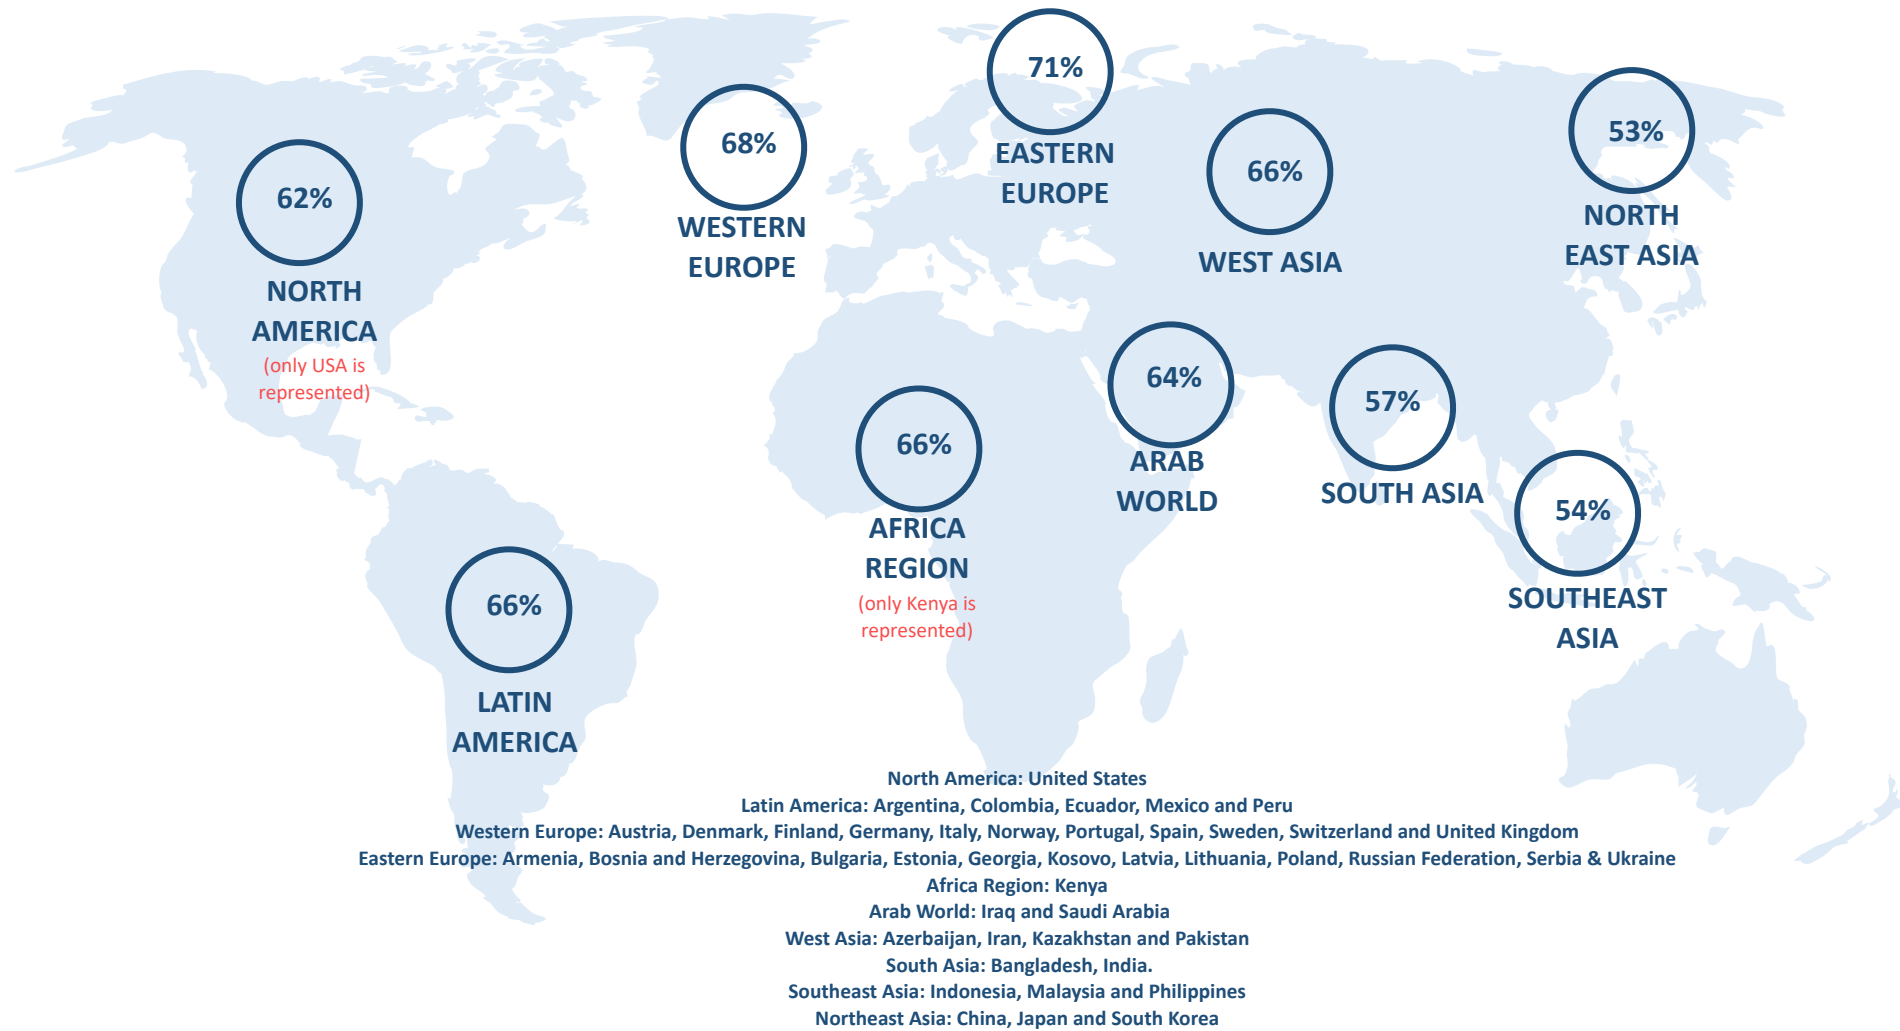 71%
EASTERN
EUROPE
53%
NORTH
EAST ASIA
68%
WESTERN
EUROPE
66%
WEST ASIA
62%
NORTH
AMERICA
(only USA is
represented)
64%
ARAB
WORLD
57%
SOUTH ASIA
66%
AFRICA
REGION
(only Kenya is
represented)
54%
SOUTHEAST
ASIA
66%
LATIN
AMERICA
North America: United States
Latin America: Argentina, Colombia, Ecuador, Mexico and Peru
Western Europe: Austria, Denmark, Finland, Germany, Italy, Norway, Portugal, Spain, Sweden, Switzerland and United Kingdom
Eastern Europe: Armenia, Bosnia and Herzegovina, Bulgaria, Estonia, Georgia, Kosovo, Latvia, Lithuania, Poland, Russian Federation, Serbia & Ukraine
Africa Region: Kenya
Arab World: Iraq and Saudi Arabia
West Asia: Azerbaijan, Iran, Kazakhstan and Pakistan
South Asia: Bangladesh, India.
Southeast Asia: Indonesia, Malaysia and Philippines
Northeast Asia: China, Japan and South Korea